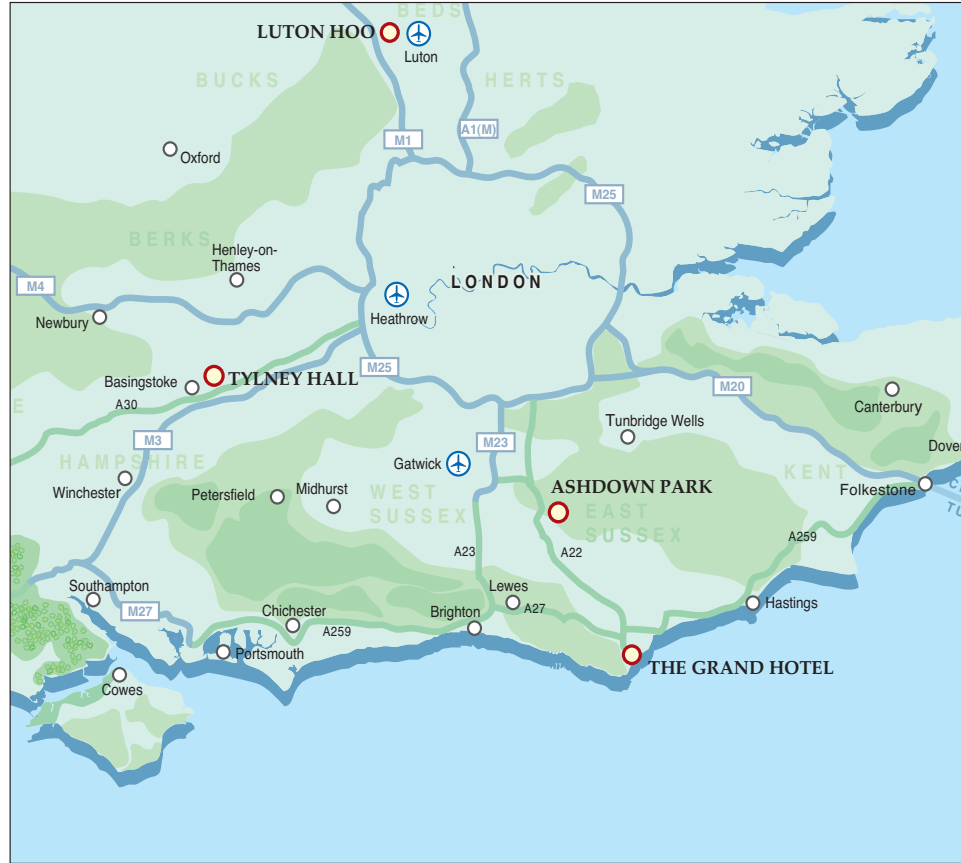 BEDS
LUTON HOO
Luton
BUCKS
HERTS
A1(M)
M1
Oxford
M25
BERKS
Henley-on-
Thames
M4
LONDON
Heathrow
Newbury
TYLNEY HALL
Basingstoke
M25
M20
A30
Canterbury
Tunbridge Wells
M3
M23
Dover
HAMPSHIRE
Gatwick
KENT
Winchester
Petersfield
Midhurst
WEST
SUSSEX
ASHDOWN PARK
EAST
SUSSEX
Folkestone
A259
A23
A22
Southampton
M27
Lewes
A27
Hastings
Chichester
A259
Brighton
Portsmouth
THE GRAND HOTEL
Cowes